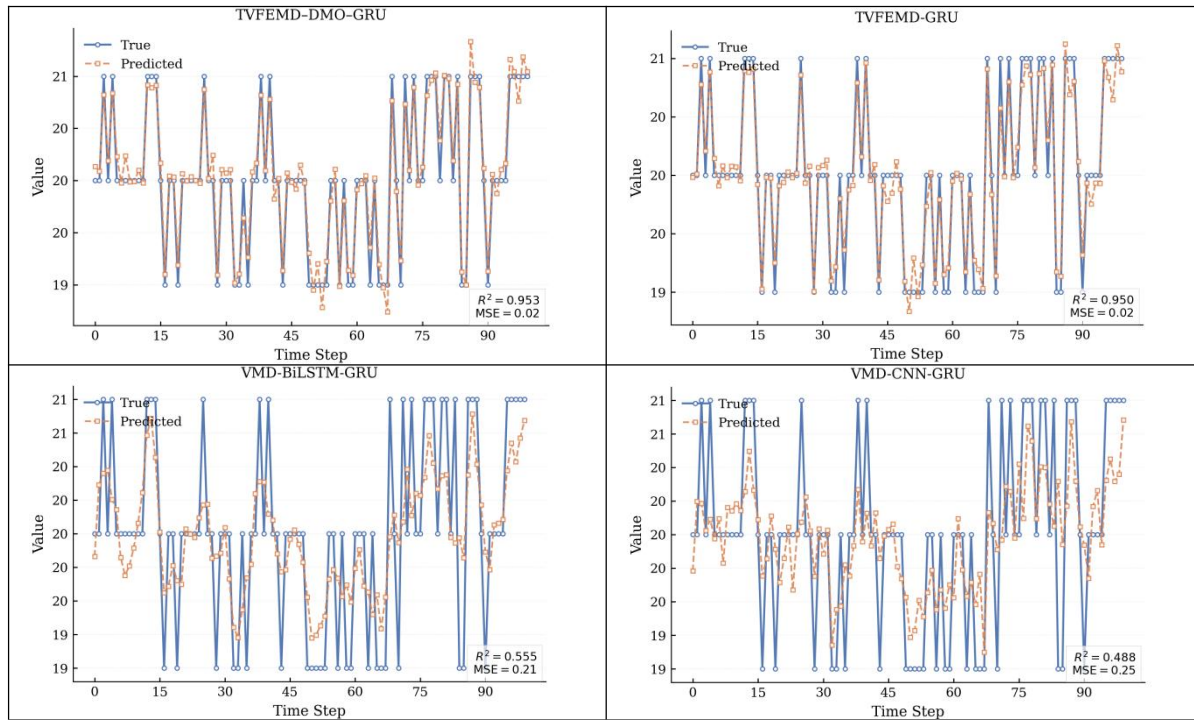 TVFEMD–DMO–GRU
True
Predicted
21
20
20
20
19
Value
R² = 0.953
MSE = 0.02
0 15 30 45 60 75 90
Time Step
TVFEMD-GRU
True
Predicted
21
20
20
20
19
Value
R² = 0.950
MSE = 0.02
0 15 30 45 60 75 90
Time Step
VMD-BiLSTM-GRU
True
Predicted
21
21
20
20
20
20
20
19
19
Value
R² = 0.555
MSE = 0.21
0 15 30 45 60 75 90
Time Step
VMD-CNN-GRU
True
Predicted
21
21
20
20
20
20
20
19
19
Value
R² = 0.488
MSE = 0.25
0 15 30 45 60 75 90
Time Step